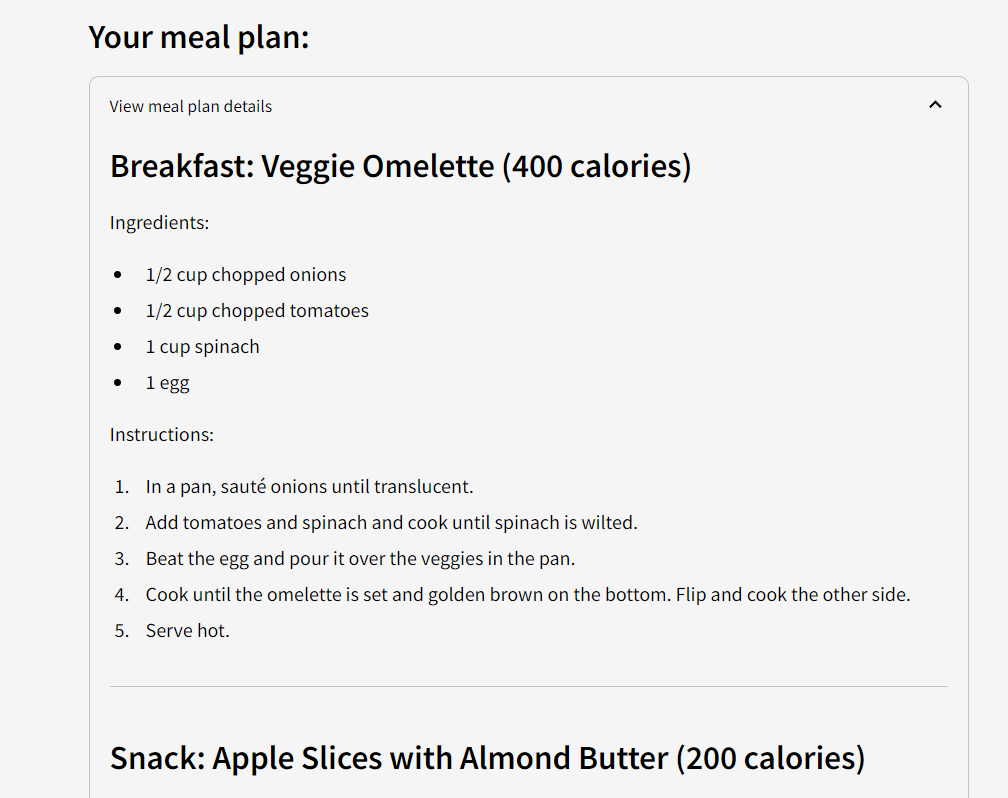 Your meal plan:
View meal plan details
Breakfast: Veggie Omelette (400 calories)
Ingredients:
• 1/2 cup chopped onions
• 1/2 cup chopped tomatoes
• 1 cup spinach
• 1 egg
Instructions:
1. In a pan, sauté onions until translucent.
2. Add tomatoes and spinach and cook until spinach is wilted.
3. Beat the egg and pour it over the veggies in the pan.
4. Cook until the omelette is set and golden brown on the bottom. Flip and cook the other side.
5. Serve hot.
Snack: Apple Slices with Almond Butter (200 calories)